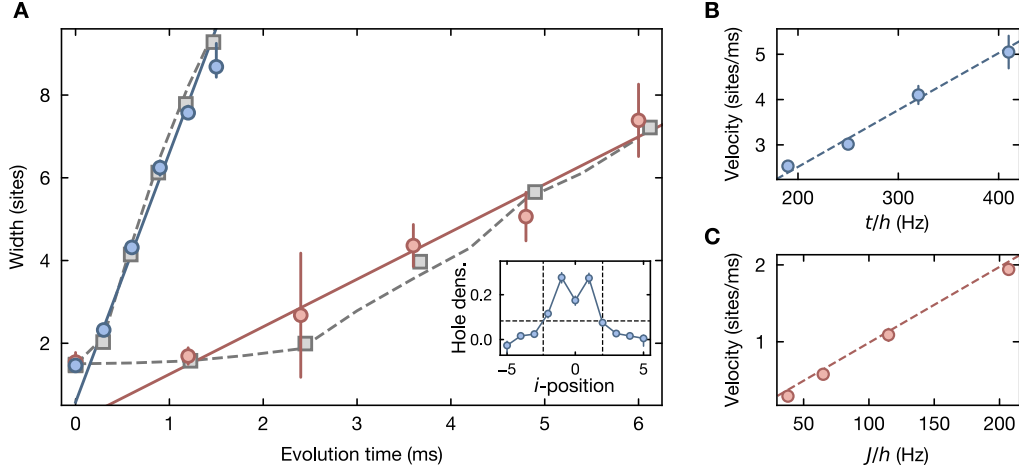 A
Width (sites)
8
6
4
2
0 1 2 3 4 5 6
Evolution time (ms)
Hole dens.
0.2
0.0
−5 0 5
i-position
B
Velocity (sites/ms)
5
4
3
200 300 400
t/h (Hz)
C
Velocity (sites/ms)
2
1
0
50 100 150 200
J/h (Hz)